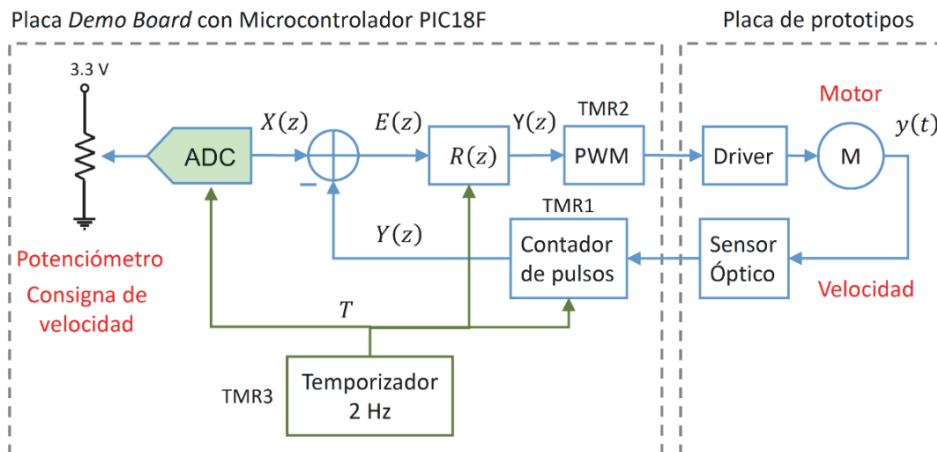 Placa Demo Board con Microcontrolador PIC18F
Placa de prototipos
3.3 V
X(z)
E(z)
Y(z)
TMR2
Motor
y(t)
ADC
R(z)
PWM
Driver
M
−
TMR1
Y(z)
Contador
de pulsos
Sensor
Óptico
Potenciómetro
Consigna de
velocidad
Velocidad
T
TMR3
Temporizador
2 Hz